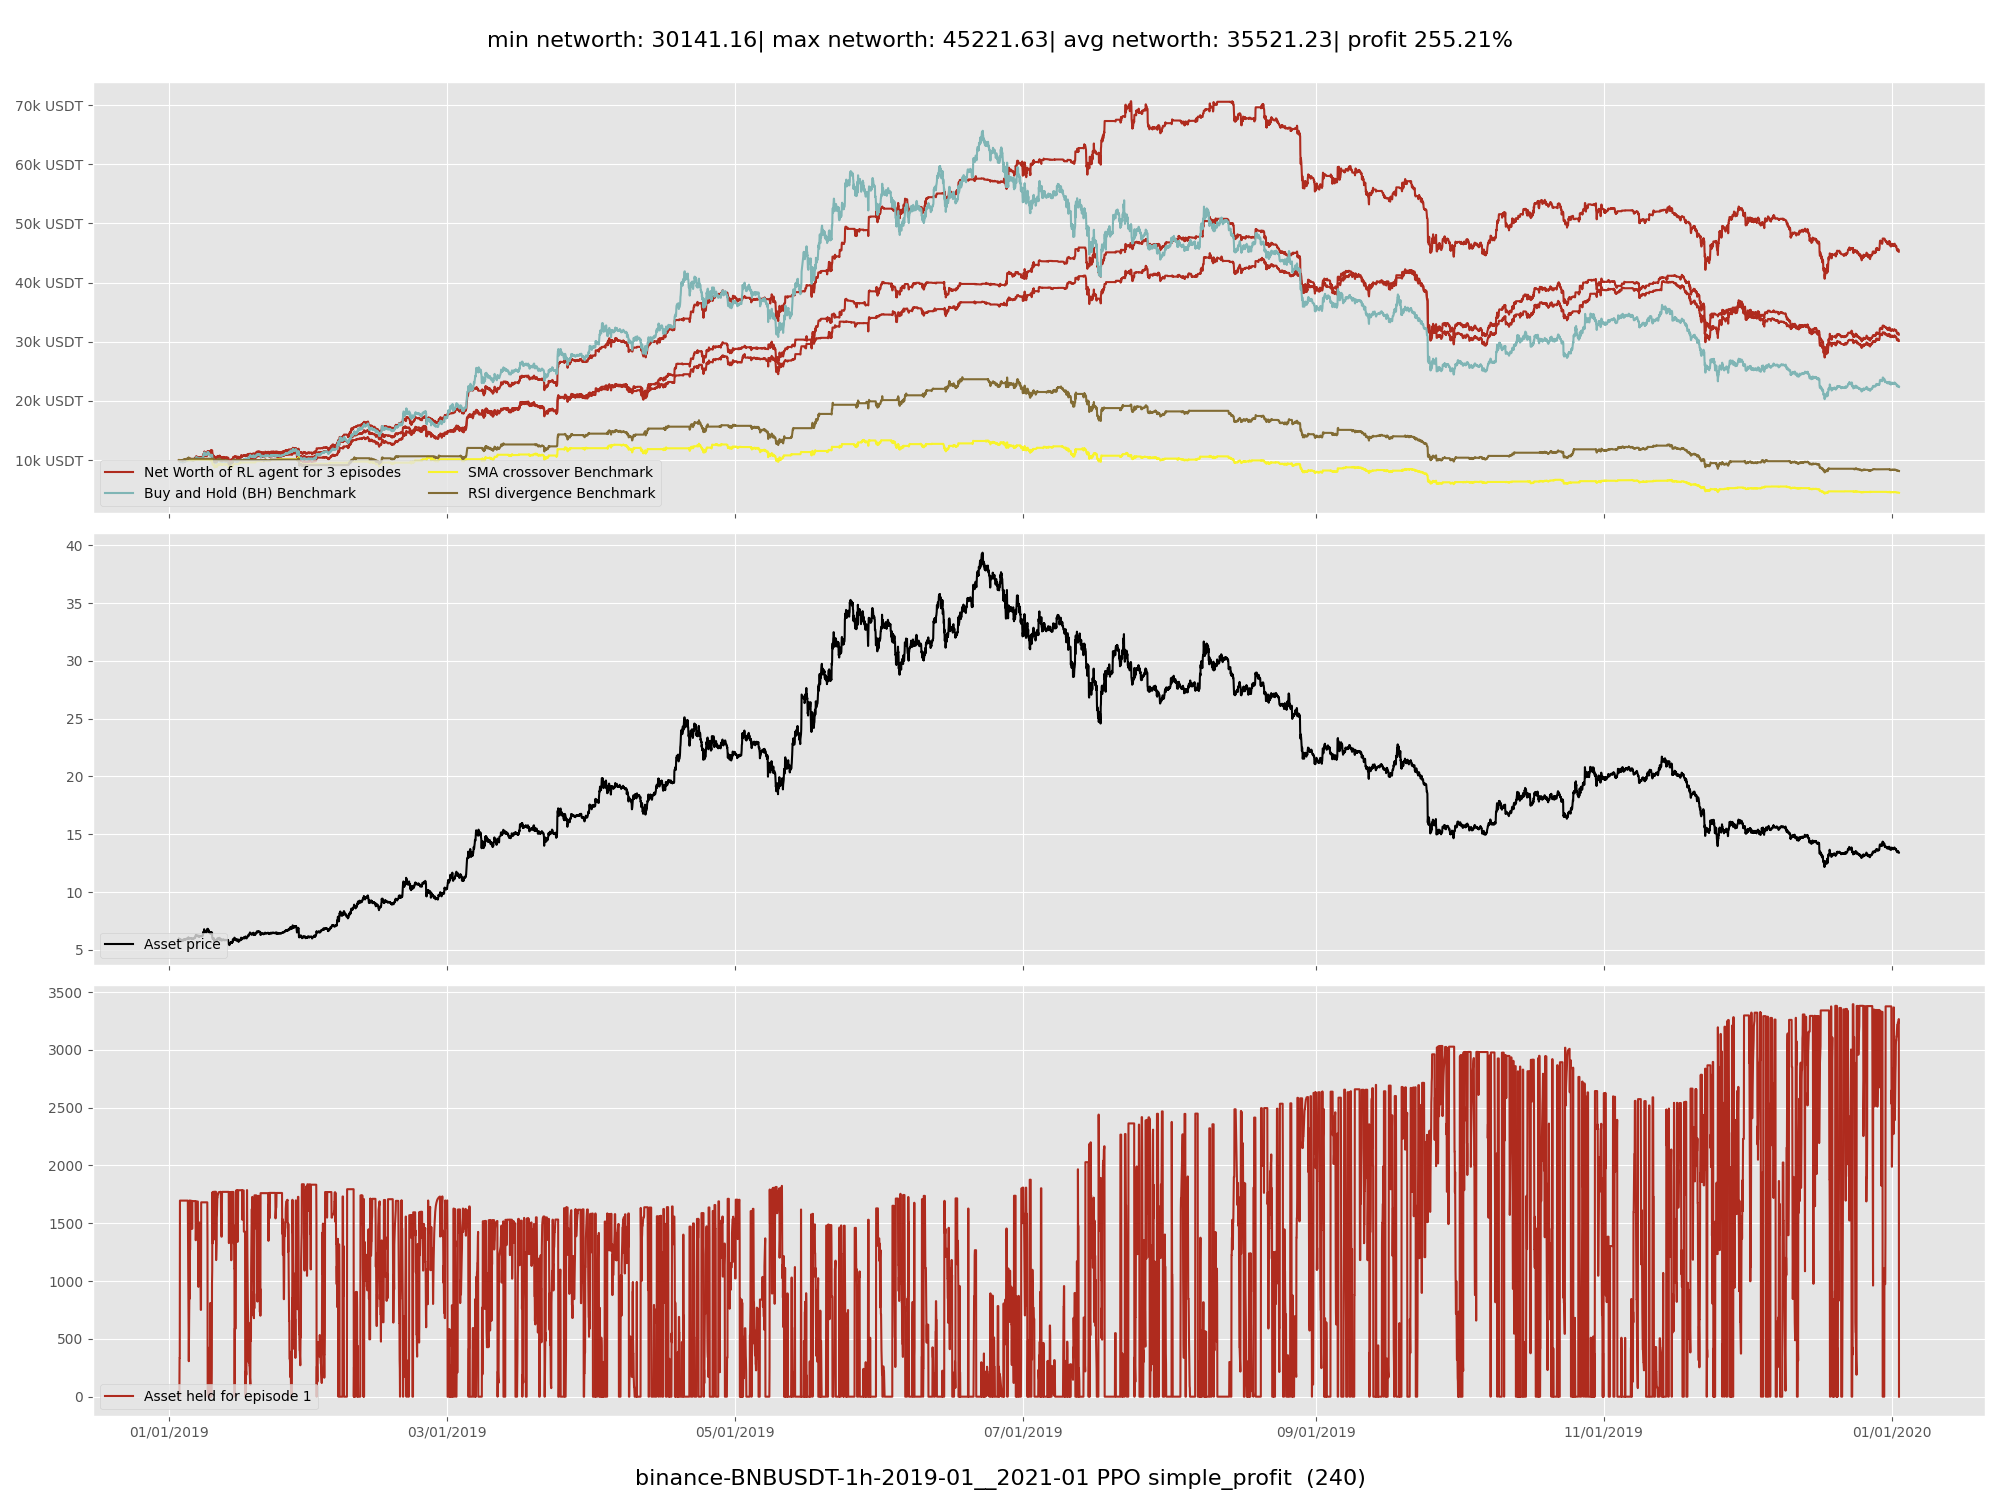 min networth: 30141.16| max networth: 45221.63| avg networth: 35521.23| profit 255.21%
70k USDT
60k USDT
50k USDT
40k USDT
30k USDT
20k USDT
10k USDT
Net Worth of RL agent for 3 episodes
Buy and Hold (BH) Benchmark
SMA crossover Benchmark
RSI divergence Benchmark
40
35
30
25
20
15
10
5
Asset price
3500
3000
2500
2000
1500
1000
500
0
Asset held for episode 1
01/01/2019 03/01/2019 05/01/2019 07/01/2019 09/01/2019 11/01/2019 01/01/2020
binance-BNBUSDT-1h-2019-01__2021-01 PPO simple_profit (240)